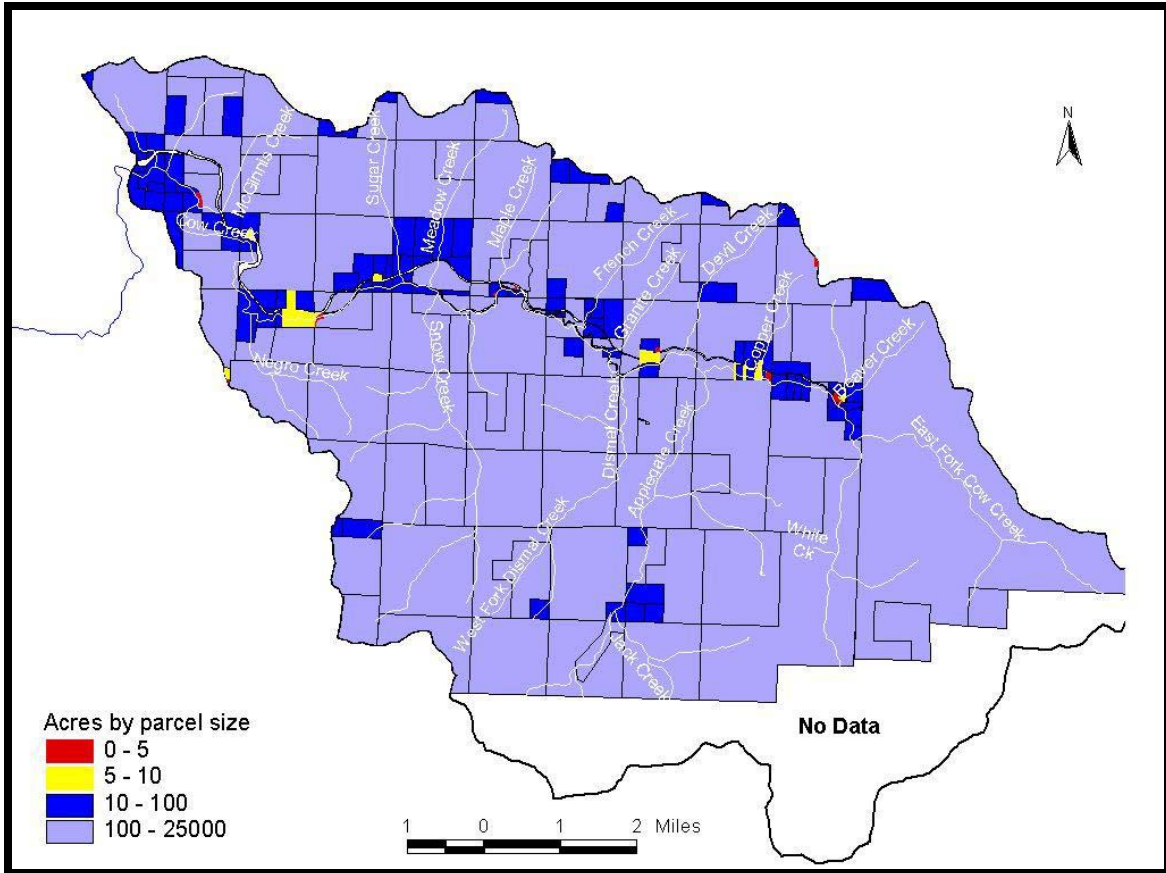 N
McGinnis Creek
Sugar Creek
Meadow Creek
Maple Creek
Cow Creek
French Creek
Granite Creek
Devil Creek
Copper Creek
Beaver Creek
Negro Creek
Snow Creek
Dismal Creek
Applegate Creek
East Fork Cow Creek
White
Ck
West Fork Dismal Creek
Jack Creek
No Data
Acres by parcel size
0 - 5
5 - 10
10 - 100
100 - 25000
1 0 1 2 Miles